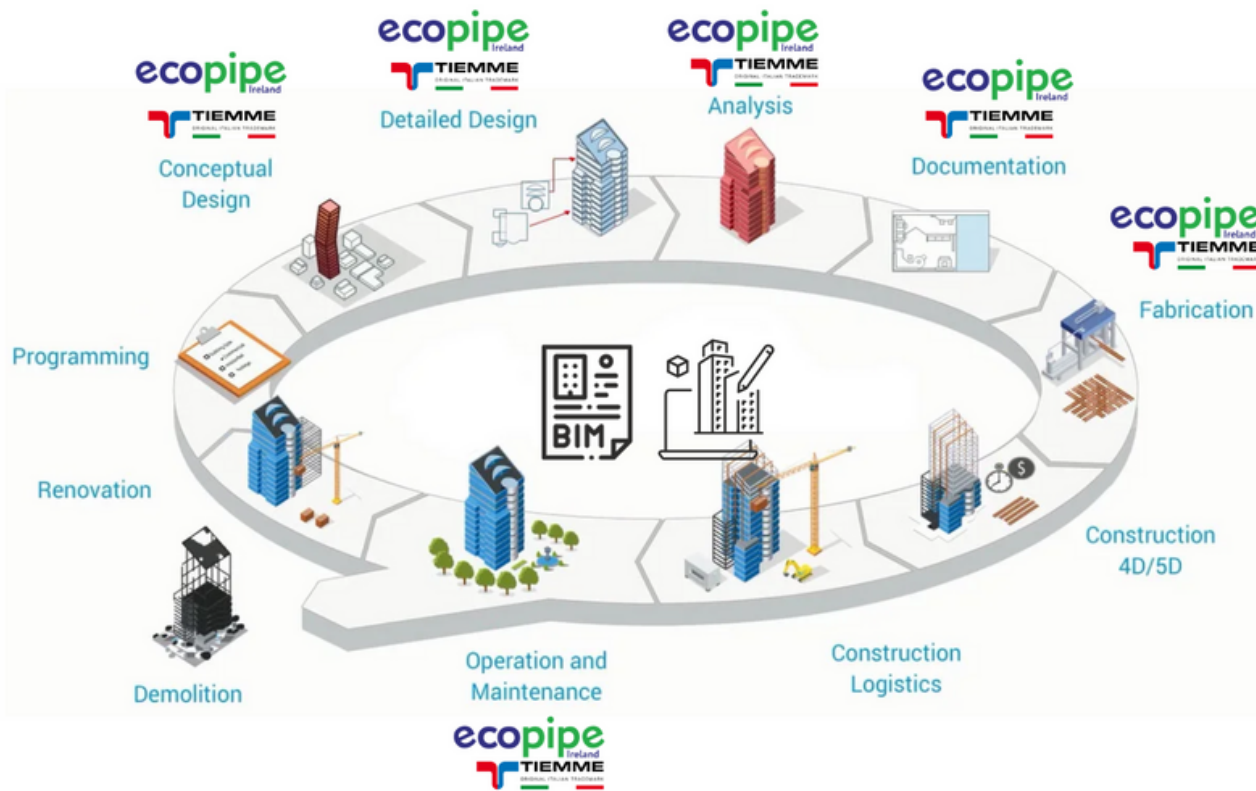 ecopipe
Ireland
TIEMME
ORIGINAL ITALIAN TRADEMARK
Conceptual
Design
ecopipe
Ireland
TIEMME
ORIGINAL ITALIAN TRADEMARK
Detailed Design
ecopipe
Ireland
TIEMME
ORIGINAL ITALIAN TRADEMARK
Analysis
ecopipe
Ireland
TIEMME
ORIGINAL ITALIAN TRADEMARK
Documentation
ecopipe
Ireland
TIEMME
ORIGINAL ITALIAN TRADEMARK
Fabrication
Programming
BIM
Renovation
$
Construction
4D/5D
Construction
Logistics
Operation and
Maintenance
Demolition
ecopipe
Ireland
TIEMME
ORIGINAL ITALIAN TRADEMARK